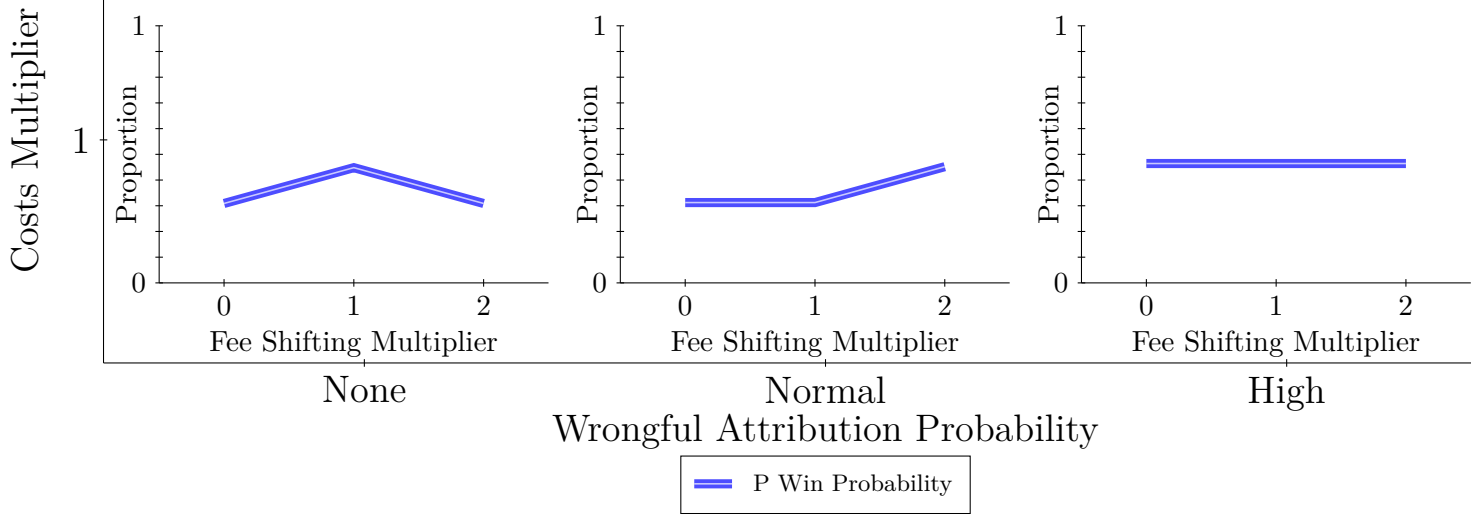 Costs Multiplier
1
1
Proportion
0
0 1 2
Fee Shifting Multiplier
1
Proportion
0
0 1 2
Fee Shifting Multiplier
1
Proportion
0
0 1 2
Fee Shifting Multiplier
None
Normal
High
Wrongful Attribution Probability
P Win Probability